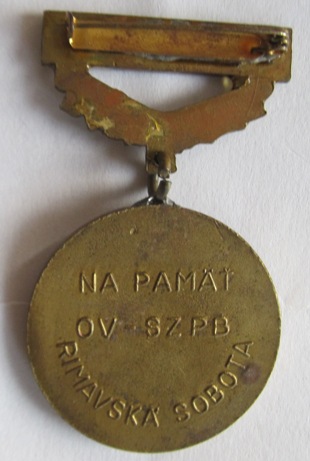 NA PAMÄŤ
OV SZPB
RIMAVSKÁ SOBOTA